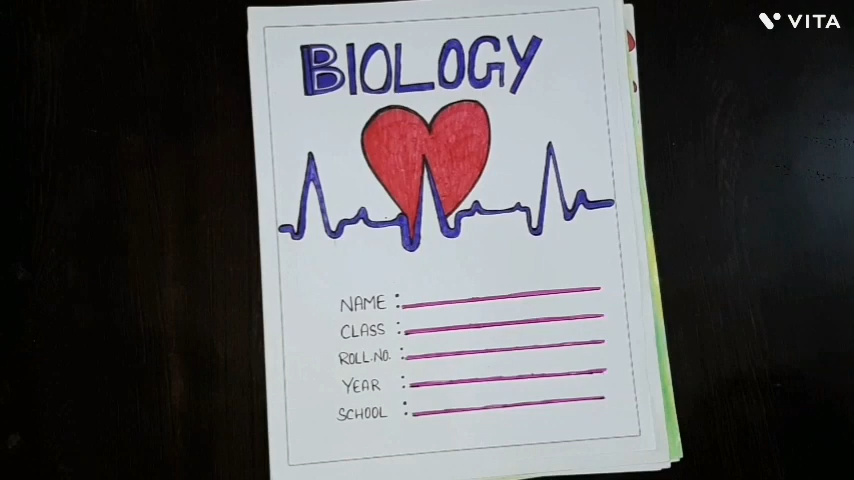 VITA
BIOLOGY
NAME :
CLASS :
ROLL.NO. :
YEAR :
SCHOOL :